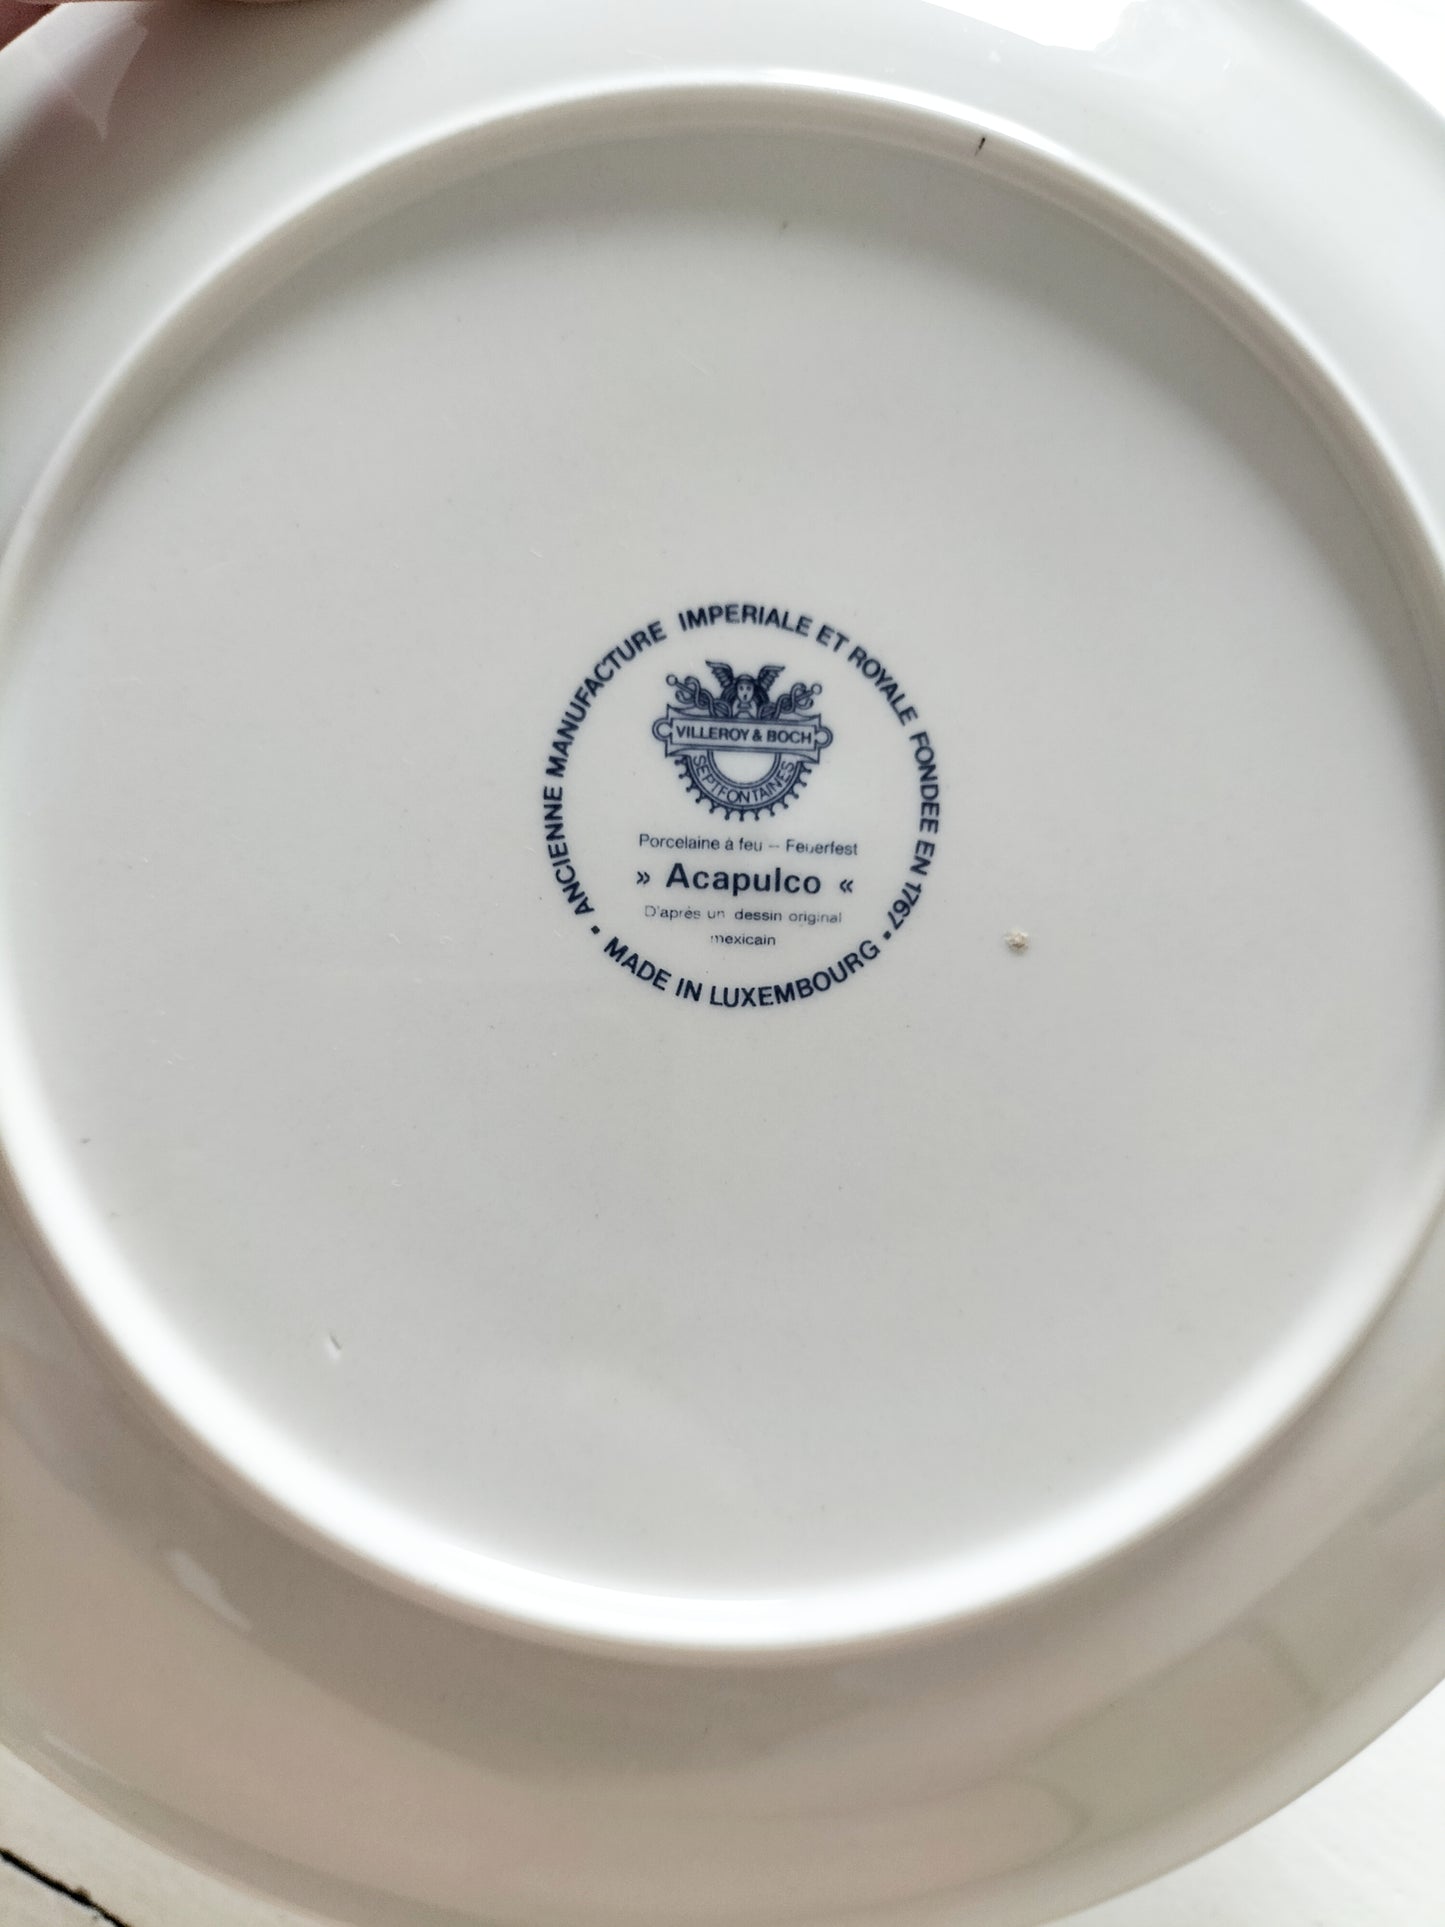 ANCIENNE MANUFACTURE IMPERIALE ET ROYALE FONDEE EN 1767 •
MADE IN LUXEMBOURG •
VILLEROY & BOCH
SEPTFONTAINES
Porcelaine à feu – Feuerfest
» Acapulco «
D'après un dessin original
mexicain